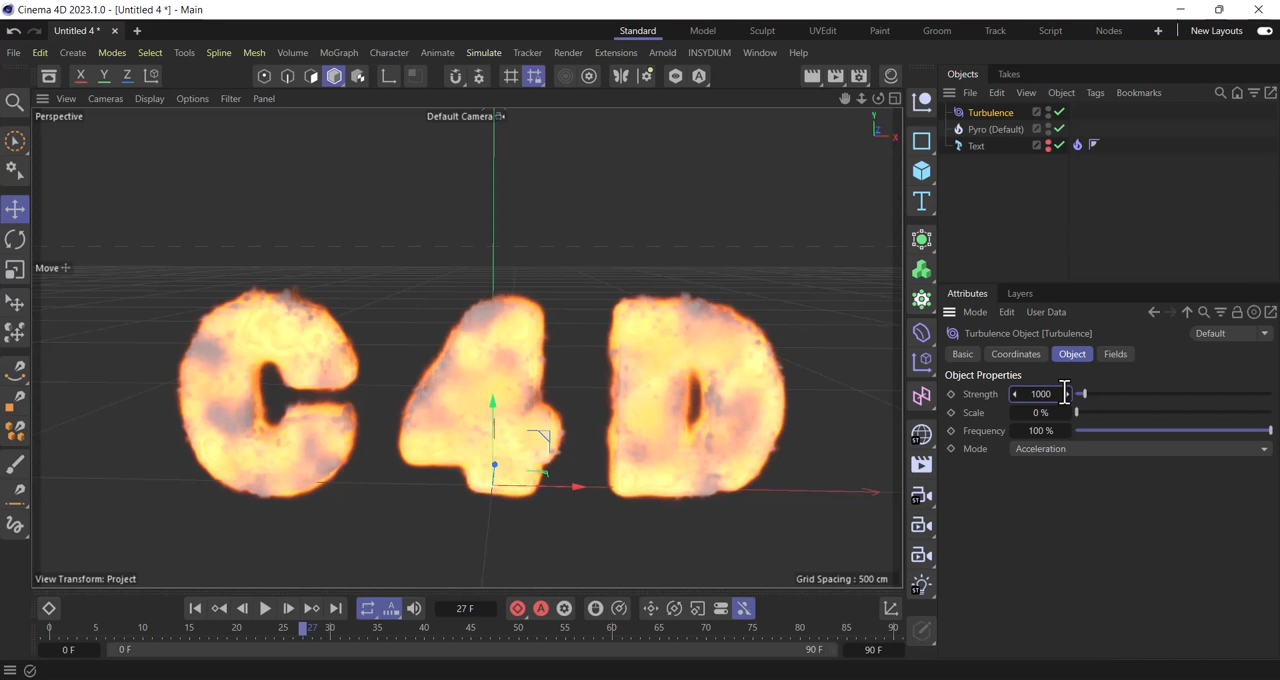 Cinema 4D 2023.1.0 - [Untitled 4 *] - Main
Untitled 4 *
Standard Model Sculpt UVEdit Paint Groom Track Script Nodes New Layouts
File Edit Create Modes Select Tools Spline Mesh Volume MoGraph Character Animate Simulate Tracker Render Extensions Arnold INSYDIUM Window Help
X Y Z
Objects Takes
View Cameras Display Options Filter Panel
File Edit View Object Tags Bookmarks
Perspective
Default Camera
Y
Z
X
Turbulence
Pyro (Default)
Text
Move
C4D
Attributes Layers
Mode Edit User Data
Turbulence Object [Turbulence]
Default
Basic Coordinates Object Fields
Object Properties
Strength 1000
Scale 0 %
Frequency 100 %
Mode Acceleration
View Transform: Project
Grid Spacing : 500 cm
27 F
0 5 10 15 20 25 27 30 35 40 45 50 55 60 65 70 75 80 85 90
0 F 0 F 90 F 90 F